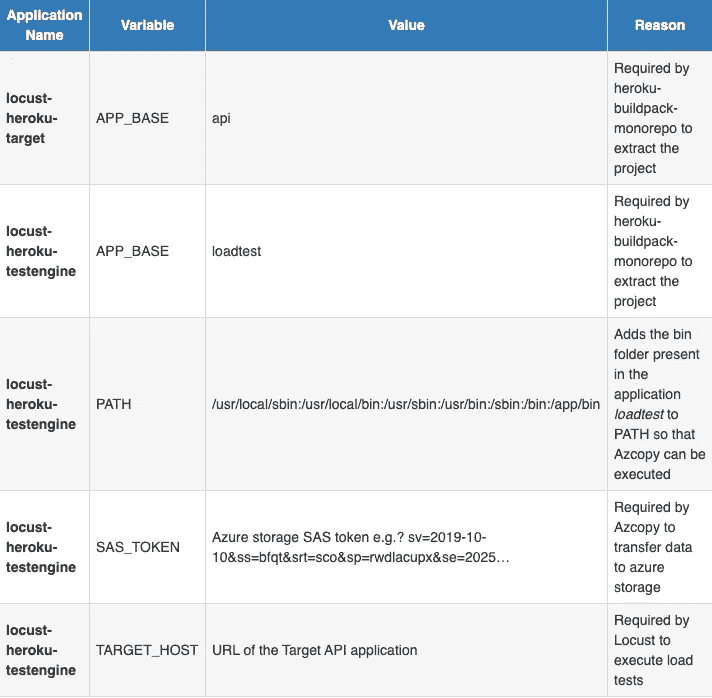 Application Name
Variable
Value
Reason
locust-
heroku-
target
APP_BASE
api
Required by
heroku-
buildpack-
monorepo to
extract the
project
locust-
heroku-
testengine
APP_BASE
loadtest
Required by
heroku-
buildpack-
monorepo to
extract the
project
locust-
heroku-
testengine
PATH
/usr/local/sbin:/usr/local/bin:/usr/sbin:/usr/bin:/sbin:/bin:/app/bin
Adds the bin
folder present
in the
application
loadtest to
PATH so that
Azcopy can be
executed
locust-
heroku-
testengine
SAS_TOKEN
Azure storage SAS token e.g.? sv=2019-10-
10&ss=bfqt&srt=sco&sp=rwdlacupx&se=2025…
Required by
Azcopy to
transfer data
to azure
storage
locust-
heroku-
testengine
TARGET_HOST
URL of the Target API application
Required by
Locust to
execute load
tests